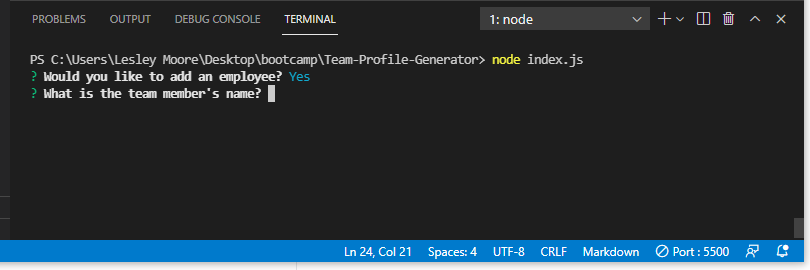 PROBLEMS OUTPUT DEBUG CONSOLE TERMINAL 1: node
PS C:\Users\Lesley Moore\Desktop\bootcamp\Team-Profile-Generator> node index.js
? Would you like to add an employee? Yes
? What is the team member's name?
Ln 24, Col 21 Spaces: 4 UTF-8 CRLF Markdown Port : 5500